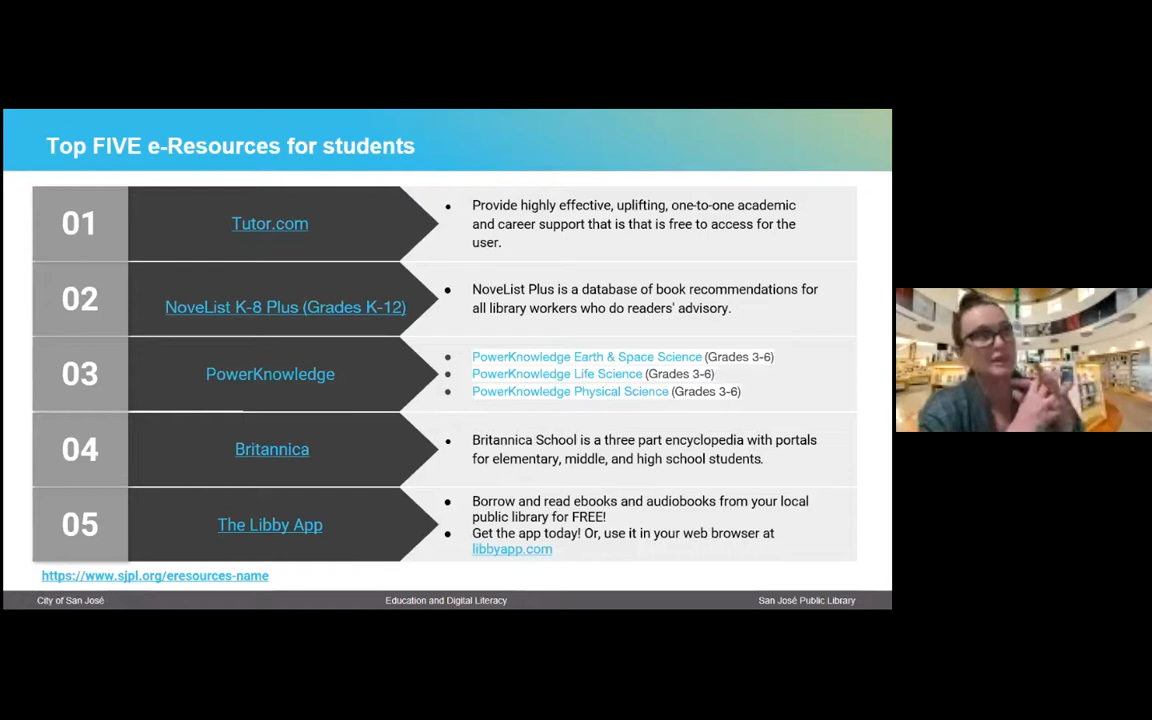 Top FIVE e-Resources for students
01
Tutor.com
Provide highly effective, uplifting, one-to-one academic
and career support that is that is free to access for the
user.
02
NoveList K-8 Plus (Grades K-12)
NoveList Plus is a database of book recommendations for
all library workers who do readers' advisory.
03
PowerKnowledge
PowerKnowledge Earth & Space Science (Grades 3-6)
PowerKnowledge Life Science (Grades 3-6)
PowerKnowledge Physical Science (Grades 3-6)
04
Britannica
Britannica School is a three part encyclopedia with portals
for elementary, middle, and high school students.
05
The Libby App
Borrow and read ebooks and audiobooks from your local
public library for FREE!
Get the app today! Or, use it in your web browser at
libbyapp.com
https://www.sjpl.org/eresources-name
City of San José
Education and Digital Literacy
San José Public Library